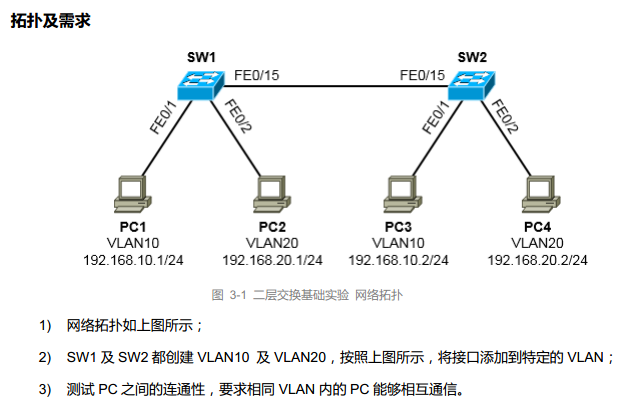 拓扑及需求
SW1
SW2
FE0/15
FE0/15
FE0/1
FE0/2
FE0/1
FE0/2
PC1
PC2
PC3
PC4
VLAN10
VLAN20
VLAN10
VLAN20
192.168.10.1/24
192.168.20.1/24
192.168.10.2/24
192.168.20.2/24
图 3-1 二层交换基础实验 网络拓扑
1) 网络拓扑如上图所示；
2) SW1 及 SW2 都创建 VLAN10 及 VLAN20，按照上图所示，将接口添加到特定的 VLAN；
3) 测试 PC 之间的连通性，要求相同 VLAN 内的 PC 能够相互通信。